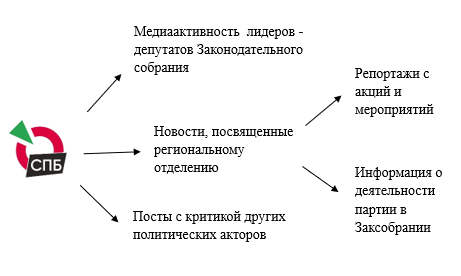 Медиаактивность лидеров -
депутатов Законодательного
собрания
Репортажи с
акций и
мероприятий
СПБ
Новости, посвященные
региональному
отделению
Информация о
деятельности
партии в
Заксобрании
Посты с критикой других
политических акторов